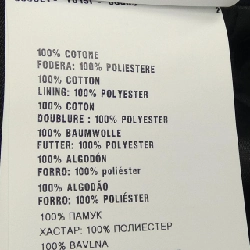 100% COTONE
FODERA: 100% POLIESTERE
100% COTTON
LINING: 100% POLYESTER
100% COTON
DOUBLURE : 100% POLYESTER
100% BAUMWOLLE
FUTTER: 100% POLYESTER
100% ALGODÓN
FORRO: 100% poliéster
100% ALGODÃO
FORRO: 100% POLIÉSTER
100% ПАМУК
ХАСТАР: 100% ПОЛИЕСТЕР
100% BAVLNA